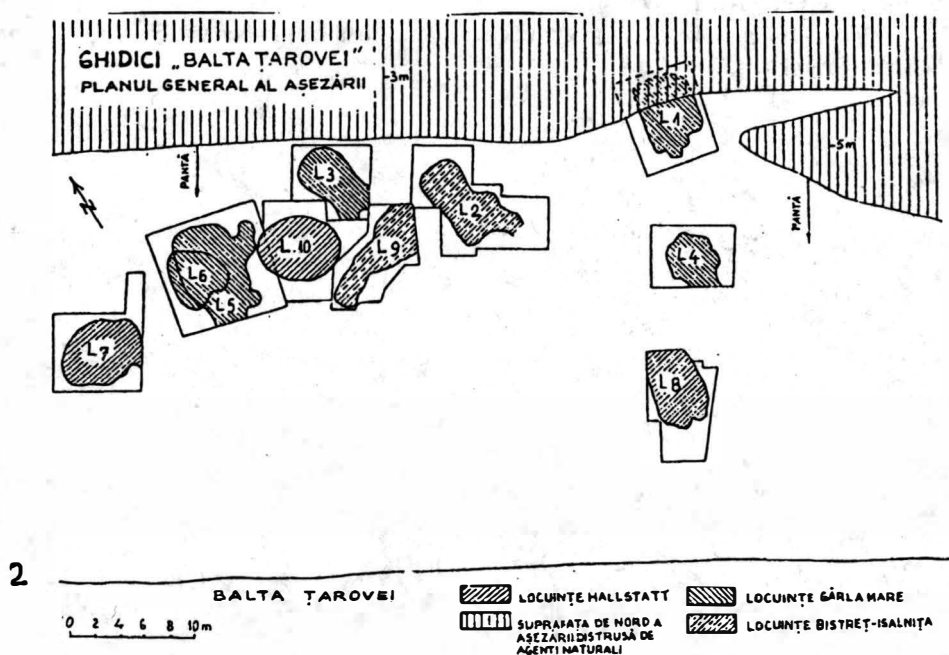 GHIDICI „BALTA ȚAROVEI”
PLANUL GENERAL AL AȘEZĂRII
-3m
L1
-5m
PANTĂ
L3
L2
PANTĂ
N
L.10
L9
L6
L5
L4
L7
L8
2
BALTA ȚAROVEI
0 2 4 6 8 10m
LOCUINȚE HALLSTATT
LOCUINȚE GÂRLA MARE
SUPRAFAȚA DE NORD A
AȘEZĂRII DISTRUSĂ DE
AGENTI NATURALI
LOCUINȚE BISTREȚ-ISALNIȚA